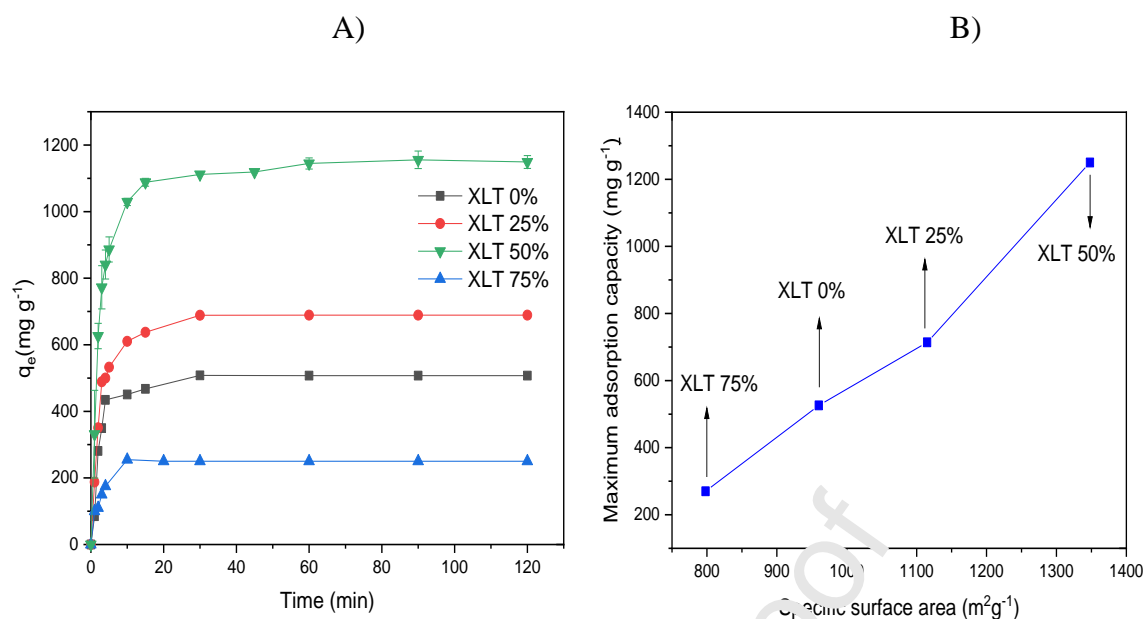 A)
B)
1200
1000
800
600
400
200
0
qe(mg g-1)
XLT 0%
XLT 25%
XLT 50%
XLT 75%
0 20 40 60 80 100 120
Time (min)
1400
1200
1000
800
600
400
200
Maximum adsorption capacity (mg g-1)
XLT 75%
XLT 0%
XLT 25%
XLT 50%
800 900 1000 1100 1200 1300 1400
Specific surface area (m2g-1)